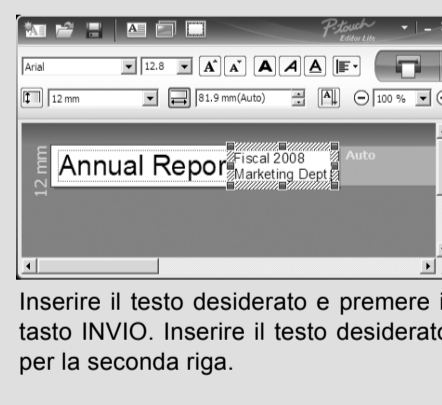 P-touch
Editor Lite
Arial
12.8
A A A A A
12 mm
81.9 mm(Auto)
A
100 %
12 mm
Annual Repor
Fiscal 2008
Marketing Dept
Auto
Inserire il testo desiderato e premere i
tasto INVIO. Inserire il testo desiderato
per la seconda riga.